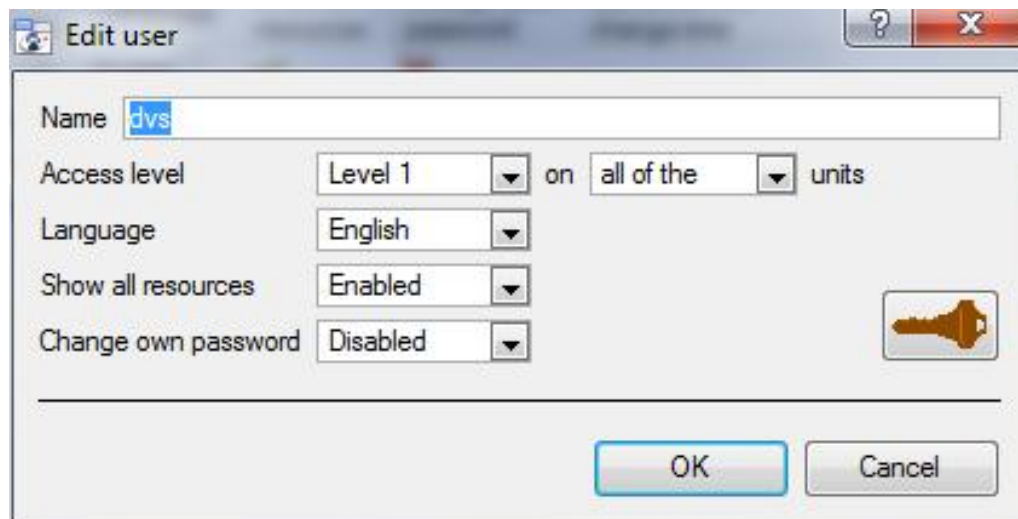 Edit user
?
X
Name dvs
Access level Level 1 on all of the units
Language English
Show all resources Enabled
Change own password Disabled
OK Cancel